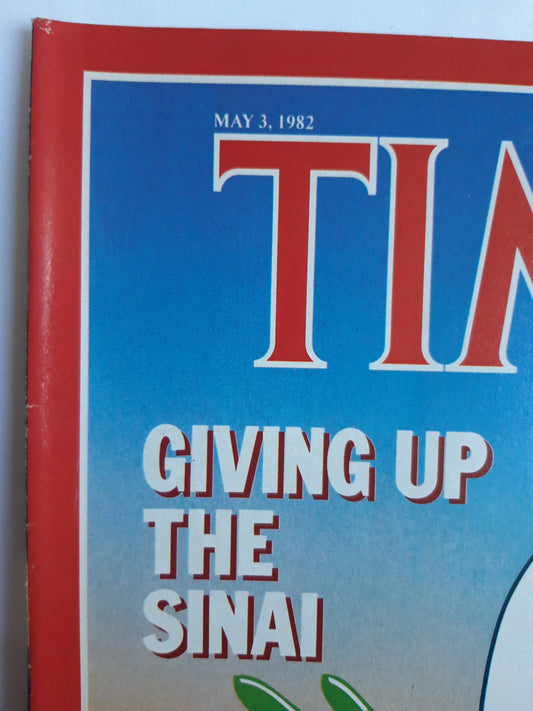 MAY 3, 1982
TIM
GIVING UP
THE
SINAI